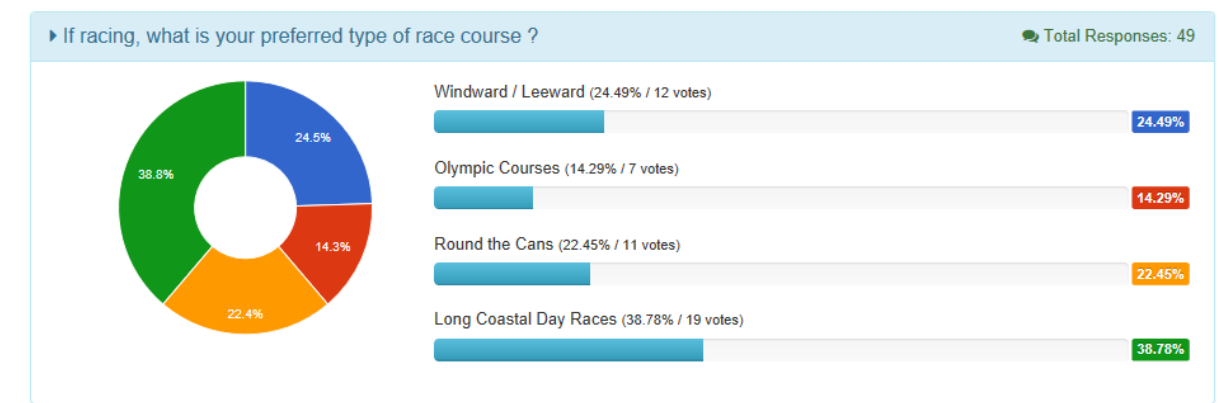 If racing, what is your preferred type of race course ?
Total Responses: 49
24.5%
38.8%
14.3%
22.4%
Windward / Leeward (24.49% / 12 votes)
24.49%
Olympic Courses (14.29% / 7 votes)
14.29%
Round the Cans (22.45% / 11 votes)
22.45%
Long Coastal Day Races (38.78% / 19 votes)
38.78%